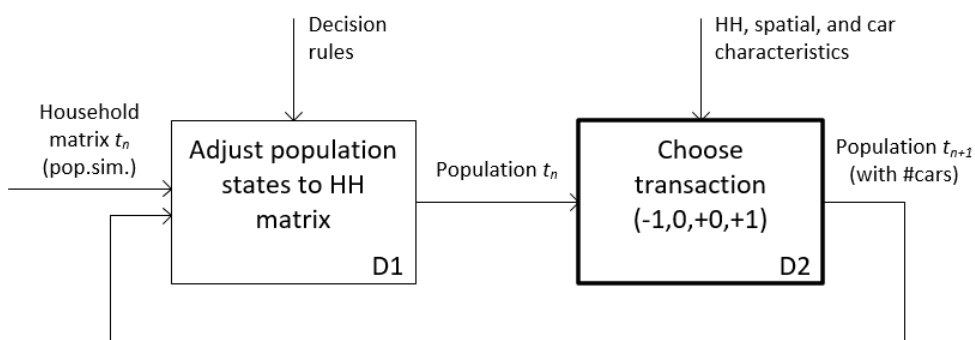 Decision
rules
HH, spatial, and car
characteristics
Household
matrix tn
(pop.sim.)
Adjust population
states to HH
matrix
D1
Population tn
Choose
transaction
(-1,0,+0,+1)
D2
Population tn+1
(with #cars)